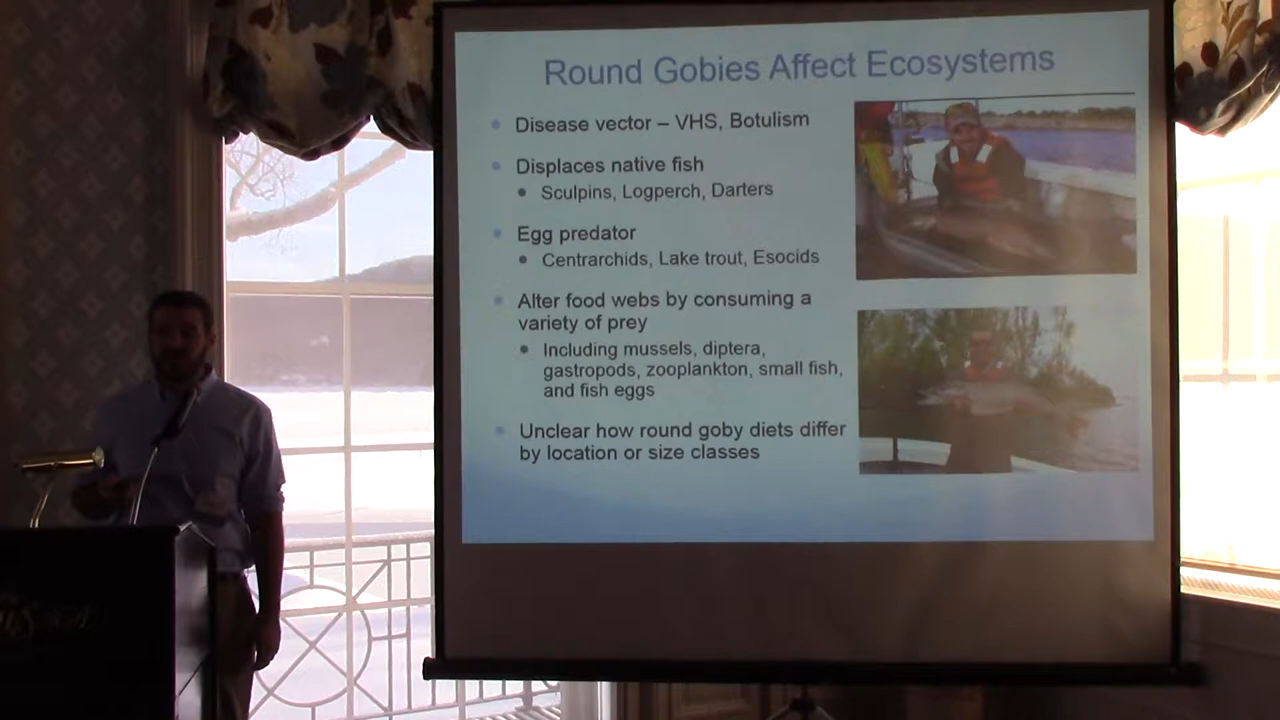 Round Gobies Affect Ecosystems
Disease vector – VHS, Botulism
Displaces native fish
Sculpins, Logperch, Darters
Egg predator
Centrarchids, Lake trout, Esocids
Alter food webs by consuming a
variety of prey
Including mussels, diptera,
gastropods, zooplankton, small fish,
and fish eggs
Unclear how round goby diets differ
by location or size classes